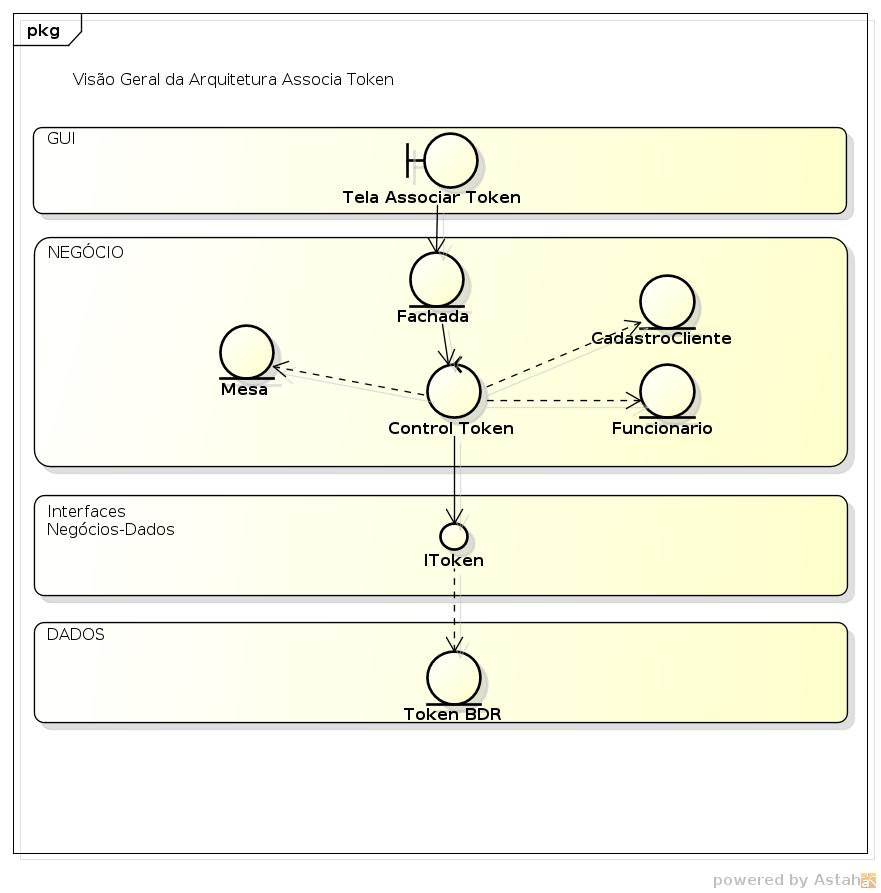 pkg
Visão Geral da Arquitetura Associa Token
GUI
Tela Associar Token
NEGÓCIO
Fachada
CadastroCliente
Mesa
Control Token
Funcionario
Interfaces
Negócios-Dados
IToken
DADOS
Token BDR
powered by Astah